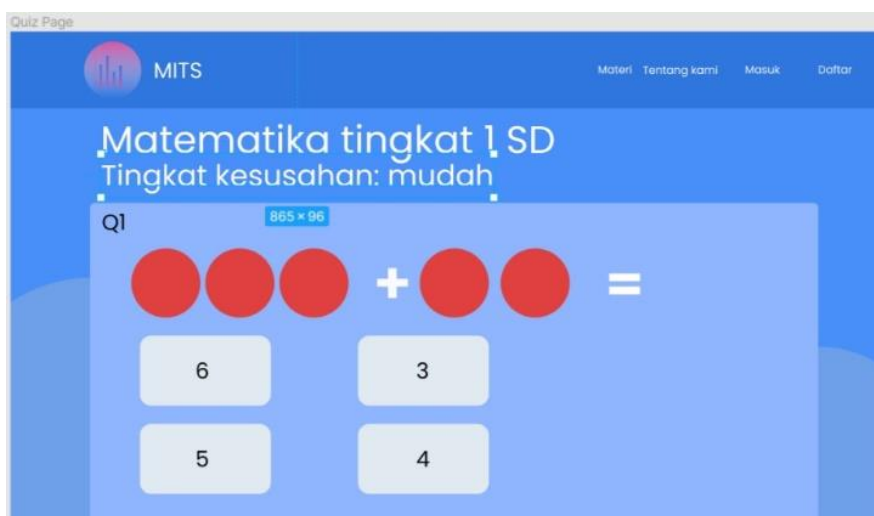 Quiz Page
MITS
Materi Tentang kami Masuk Daftar
Matematika tingkat 1 SD
Tingkat kesusahan: mudah
Q1
865 × 96
+ =
6 3
5 4